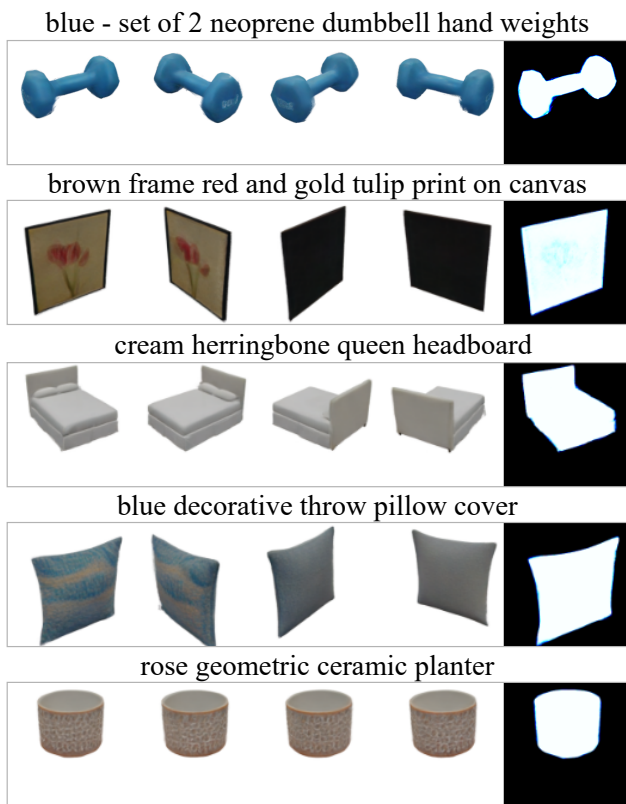 blue - set of 2 neoprene dumbbell hand weights
brown frame red and gold tulip print on canvas
cream herringbone queen headboard
blue decorative throw pillow cover
rose geometric ceramic planter